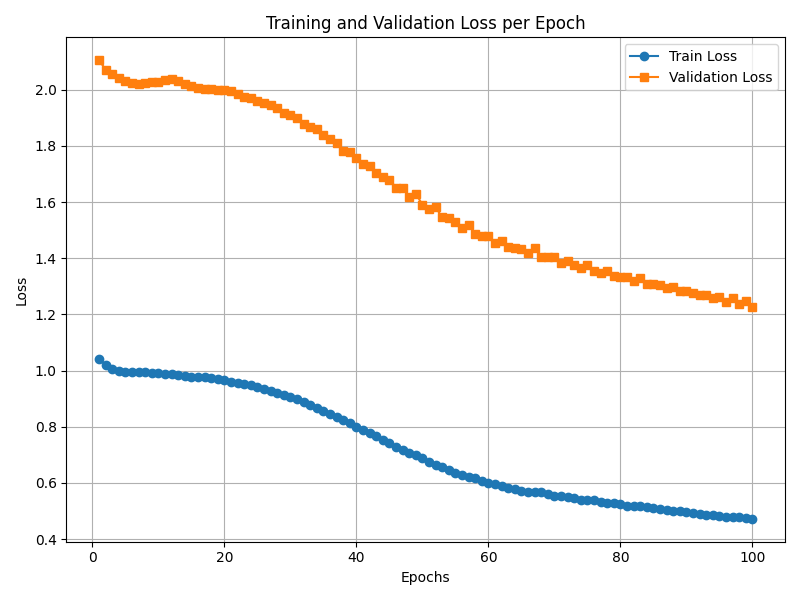 Training and Validation Loss per Epoch
Train Loss
Validation Loss
Loss
2.0
1.8
1.6
1.4
1.2
1.0
0.8
0.6
0.4
0 20 40 60 80 100
Epochs